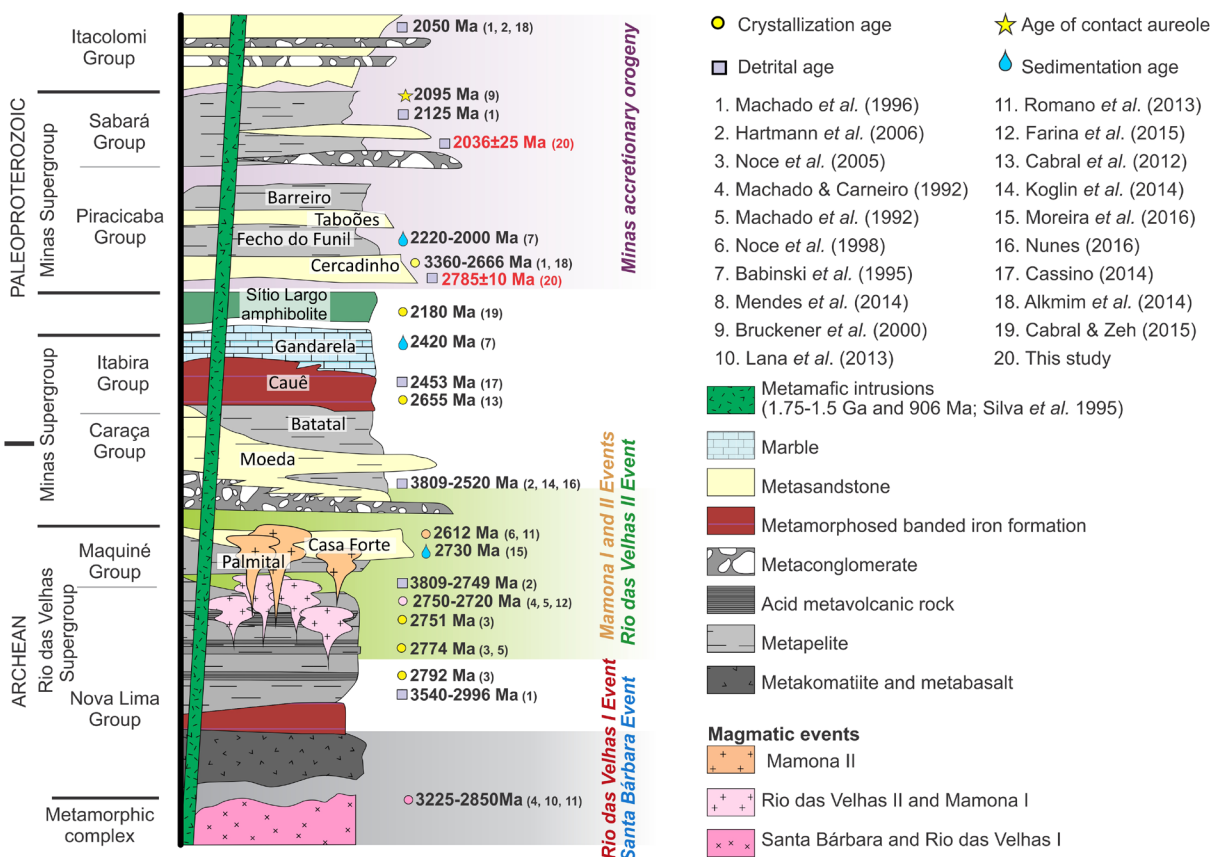 PALEOPROTEROZOIC
ARCHEAN
Minas Supergroup
Minas Supergroup
Rio das Velhas
Supergroup
Itacolomi
Group
Sabará
Group
Piracicaba
Group
Itabira
Group
Caraça
Group
Maquiné
Group
Nova Lima
Group
Metamorphic
complex
Barreiro
Taboões
Fecho do Funil
Cercadinho
Sítio Largo
amphibolite
Gandarela
Cauê
Batatal
Moeda
Casa Forte
Palmital
2050 Ma (1, 2, 18)
2095 Ma (9)
2125 Ma (1)
2036±25 Ma (20)
2220-2000 Ma (7)
3360-2666 Ma (1, 18)
2785±10 Ma (20)
2180 Ma (19)
2420 Ma (7)
2453 Ma (17)
2655 Ma (13)
3809-2520 Ma (2, 14, 16)
2612 Ma (6, 11)
2730 Ma (15)
3809-2749 Ma (2)
2750-2720 Ma (4, 5, 12)
2751 Ma (3)
2774 Ma (3, 5)
2792 Ma (3)
3540-2996 Ma (1)
3225-2850Ma (4, 10, 11)
Minas accretionary orogeny
Mamona I and II Events
Rio das Velhas II Event
Rio das Velhas I Event
Santa Bárbara Event
Crystallization age
Age of contact aureole
Detrital age
Sedimentation age
1. Machado et al. (1996)
2. Hartmann et al. (2006)
3. Noce et al. (2005)
4. Machado & Carneiro (1992)
5. Machado et al. (1992)
6. Noce et al. (1998)
7. Babinski et al. (1995)
8. Mendes et al. (2014)
9. Bruckener et al. (2000)
10. Lana et al. (2013)
11. Romano et al. (2013)
12. Farina et al. (2015)
13. Cabral et al. (2012)
14. Koglin et al. (2014)
15. Moreira et al. (2016)
16. Nunes (2016)
17. Cassino (2014)
18. Alkmim et al. (2014)
19. Cabral & Zeh (2015)
20. This study
Metamafic intrusions
(1.75-1.5 Ga and 906 Ma; Silva et al. 1995)
Marble
Metasandstone
Metamorphosed banded iron formation
Metaconglomerate
Acid metavolcanic rock
Metapelite
Metakomatiite and metabasalt
Magmatic events
Mamona II
Rio das Velhas II and Mamona I
Santa Bárbara and Rio das Velhas I